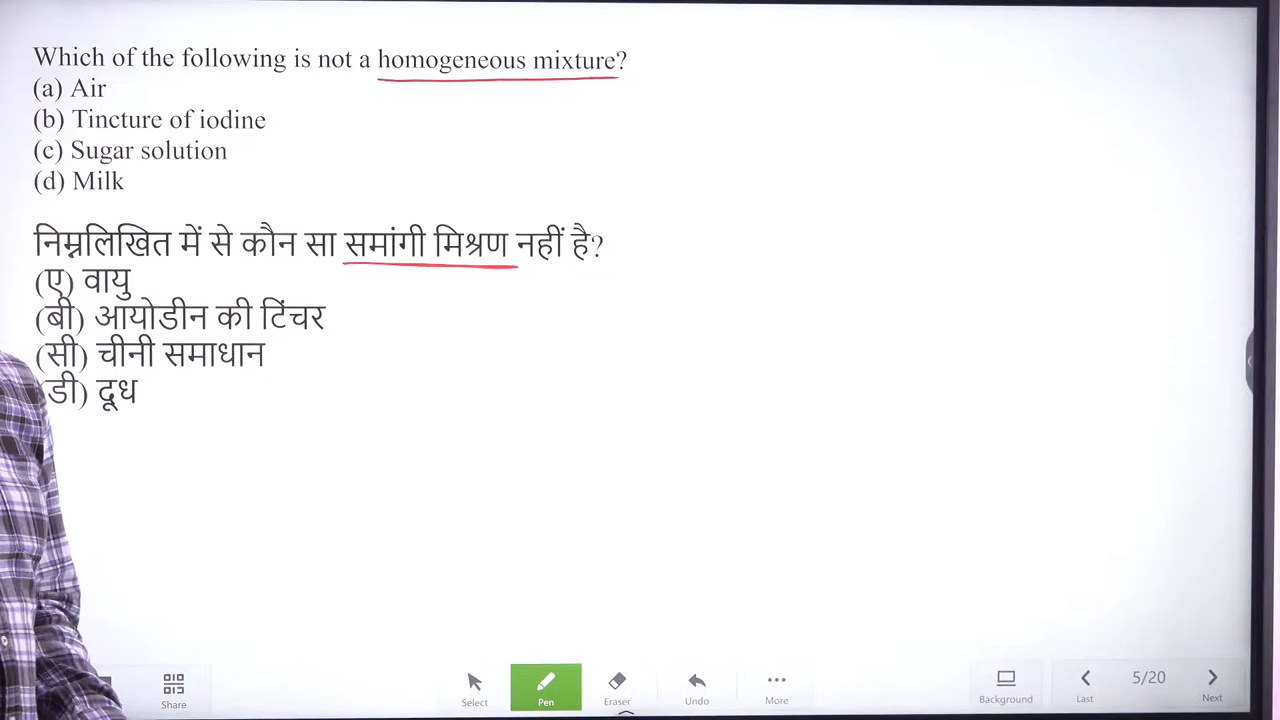 Which of the following is not a homogeneous mixture?
(a) Air
(b) Tincture of iodine
(c) Sugar solution
(d) Milk
निम्नलिखित में से कौन सा समांगी मिश्रण नहीं है?
(ए) वायु
(बी) आयोडीन की टिंचर
(सी) चीनी समाधान
(डी) दूध
Share
Select
Pen
Eraser
Undo
More
Background
Last
5/20
Next